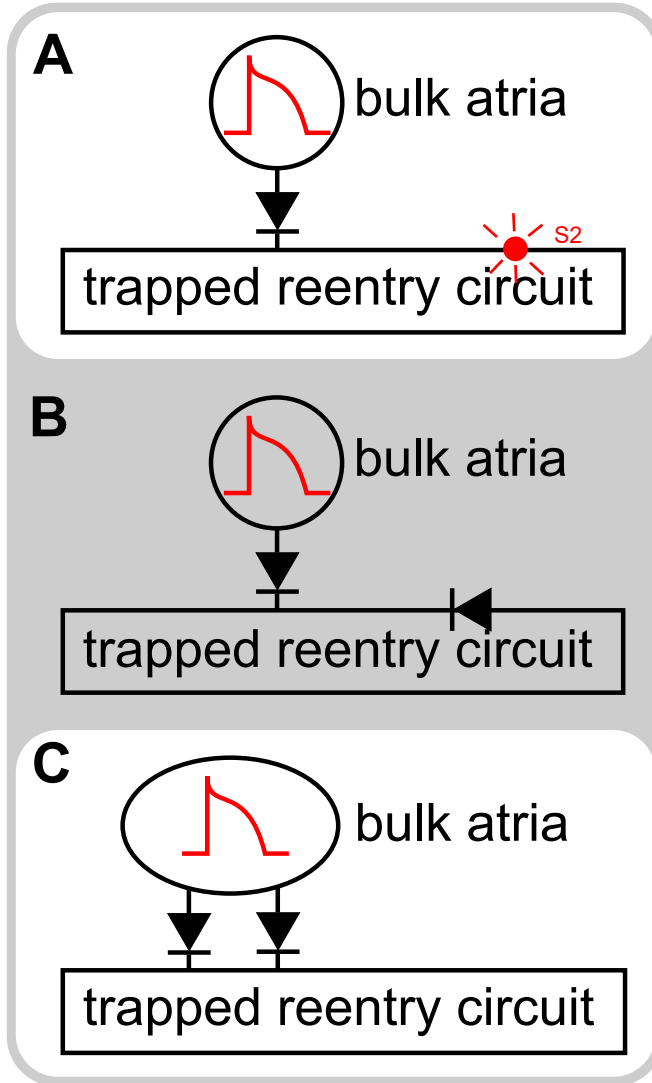 A
bulk atria
S2
trapped reentry circuit
B
bulk atria
trapped reentry circuit
C
bulk atria
trapped reentry circuit